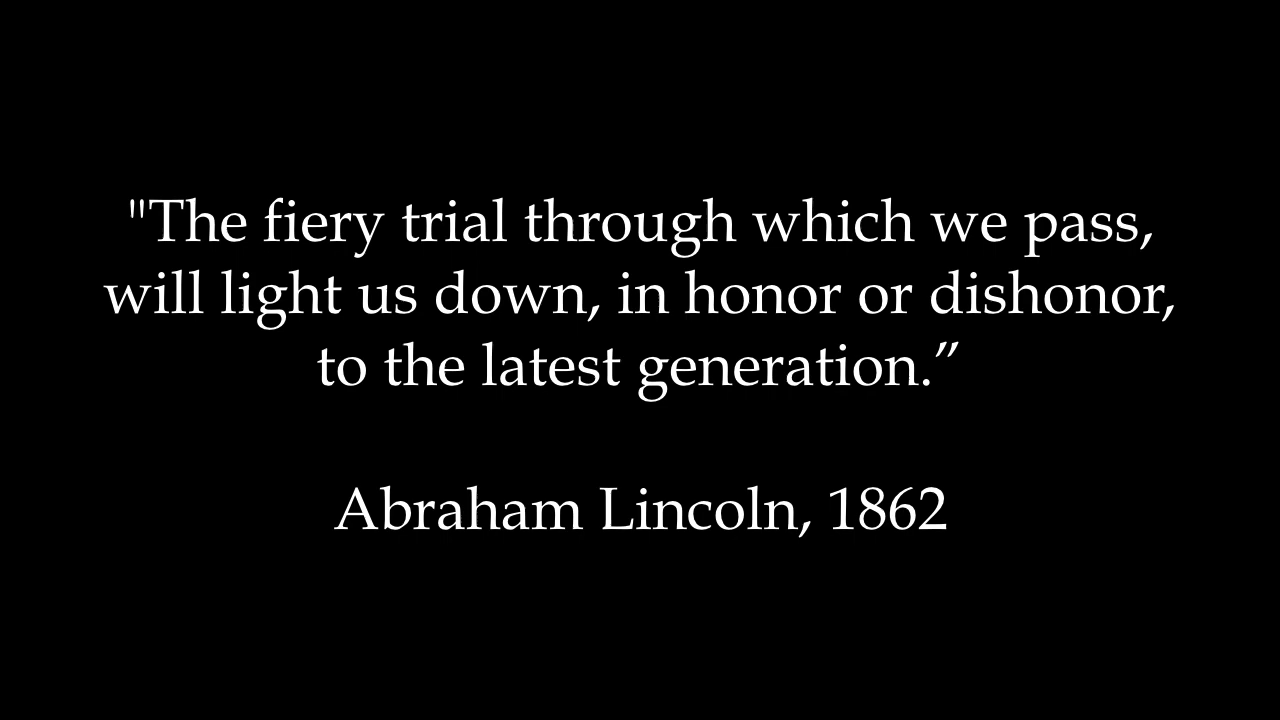 "The fiery trial through which we pass,
will light us down, in honor or dishonor,
to the latest generation.”
Abraham Lincoln, 1862